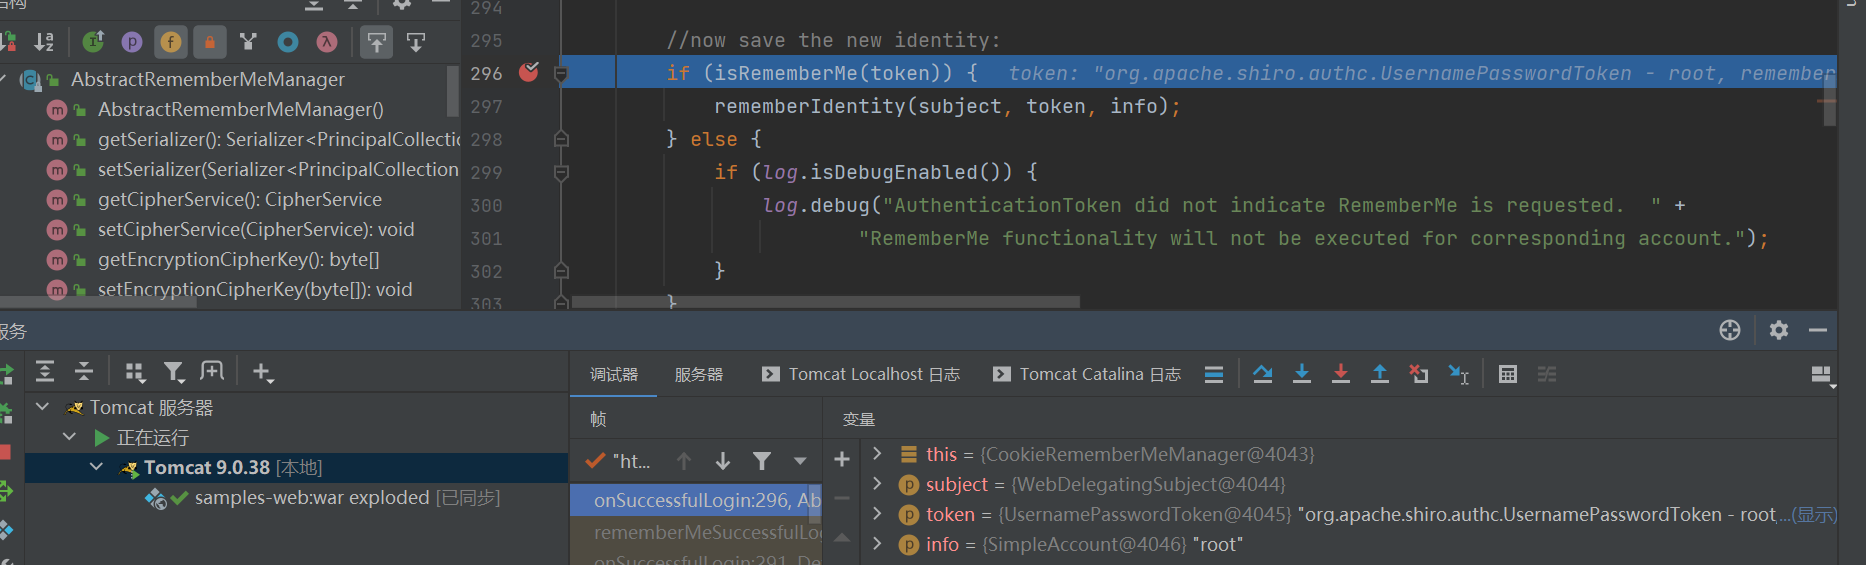 结构
AbstractRememberMeManager
AbstractRememberMeManager()
getSerializer(): Serializer<PrincipalCollectio
setSerializer(Serializer<PrincipalCollection
getCipherService(): CipherService
setCipherService(CipherService): void
getEncryptionCipherKey(): byte[]
setEncryptionCipherKey(byte[]): void
294
295 //now save the new identity:
296 if (isRememberMe(token)) { token: "org.apache.shiro.authc.UsernamePasswordToken - root, remember
297 rememberIdentity(subject, token, info);
298 } else {
299 if (log.isDebugEnabled()) {
300 log.debug("AuthenticationToken did not indicate RememberMe is requested.  " +
301 "RememberMe functionality will not be executed for corresponding account.");
302 }
303 }
服务
Tomcat 服务器
正在运行
Tomcat 9.0.38 [本地]
samples-web:war exploded [已同步]
调试器 服务器 Tomcat Localhost 日志 Tomcat Catalina 日志
帧
"ht...
onSuccessfulLogin:296, Ab
rememberMeSuccessfulLog
onSuccessfulLogin:291, De
变量
this = {CookieRememberMeManager@4043}
subject = {WebDelegatingSubject@4044}
token = {UsernamePasswordToken@4045} "org.apache.shiro.authc.UsernamePasswordToken - root,...(显示)
info = {SimpleAccount@4046} "root"